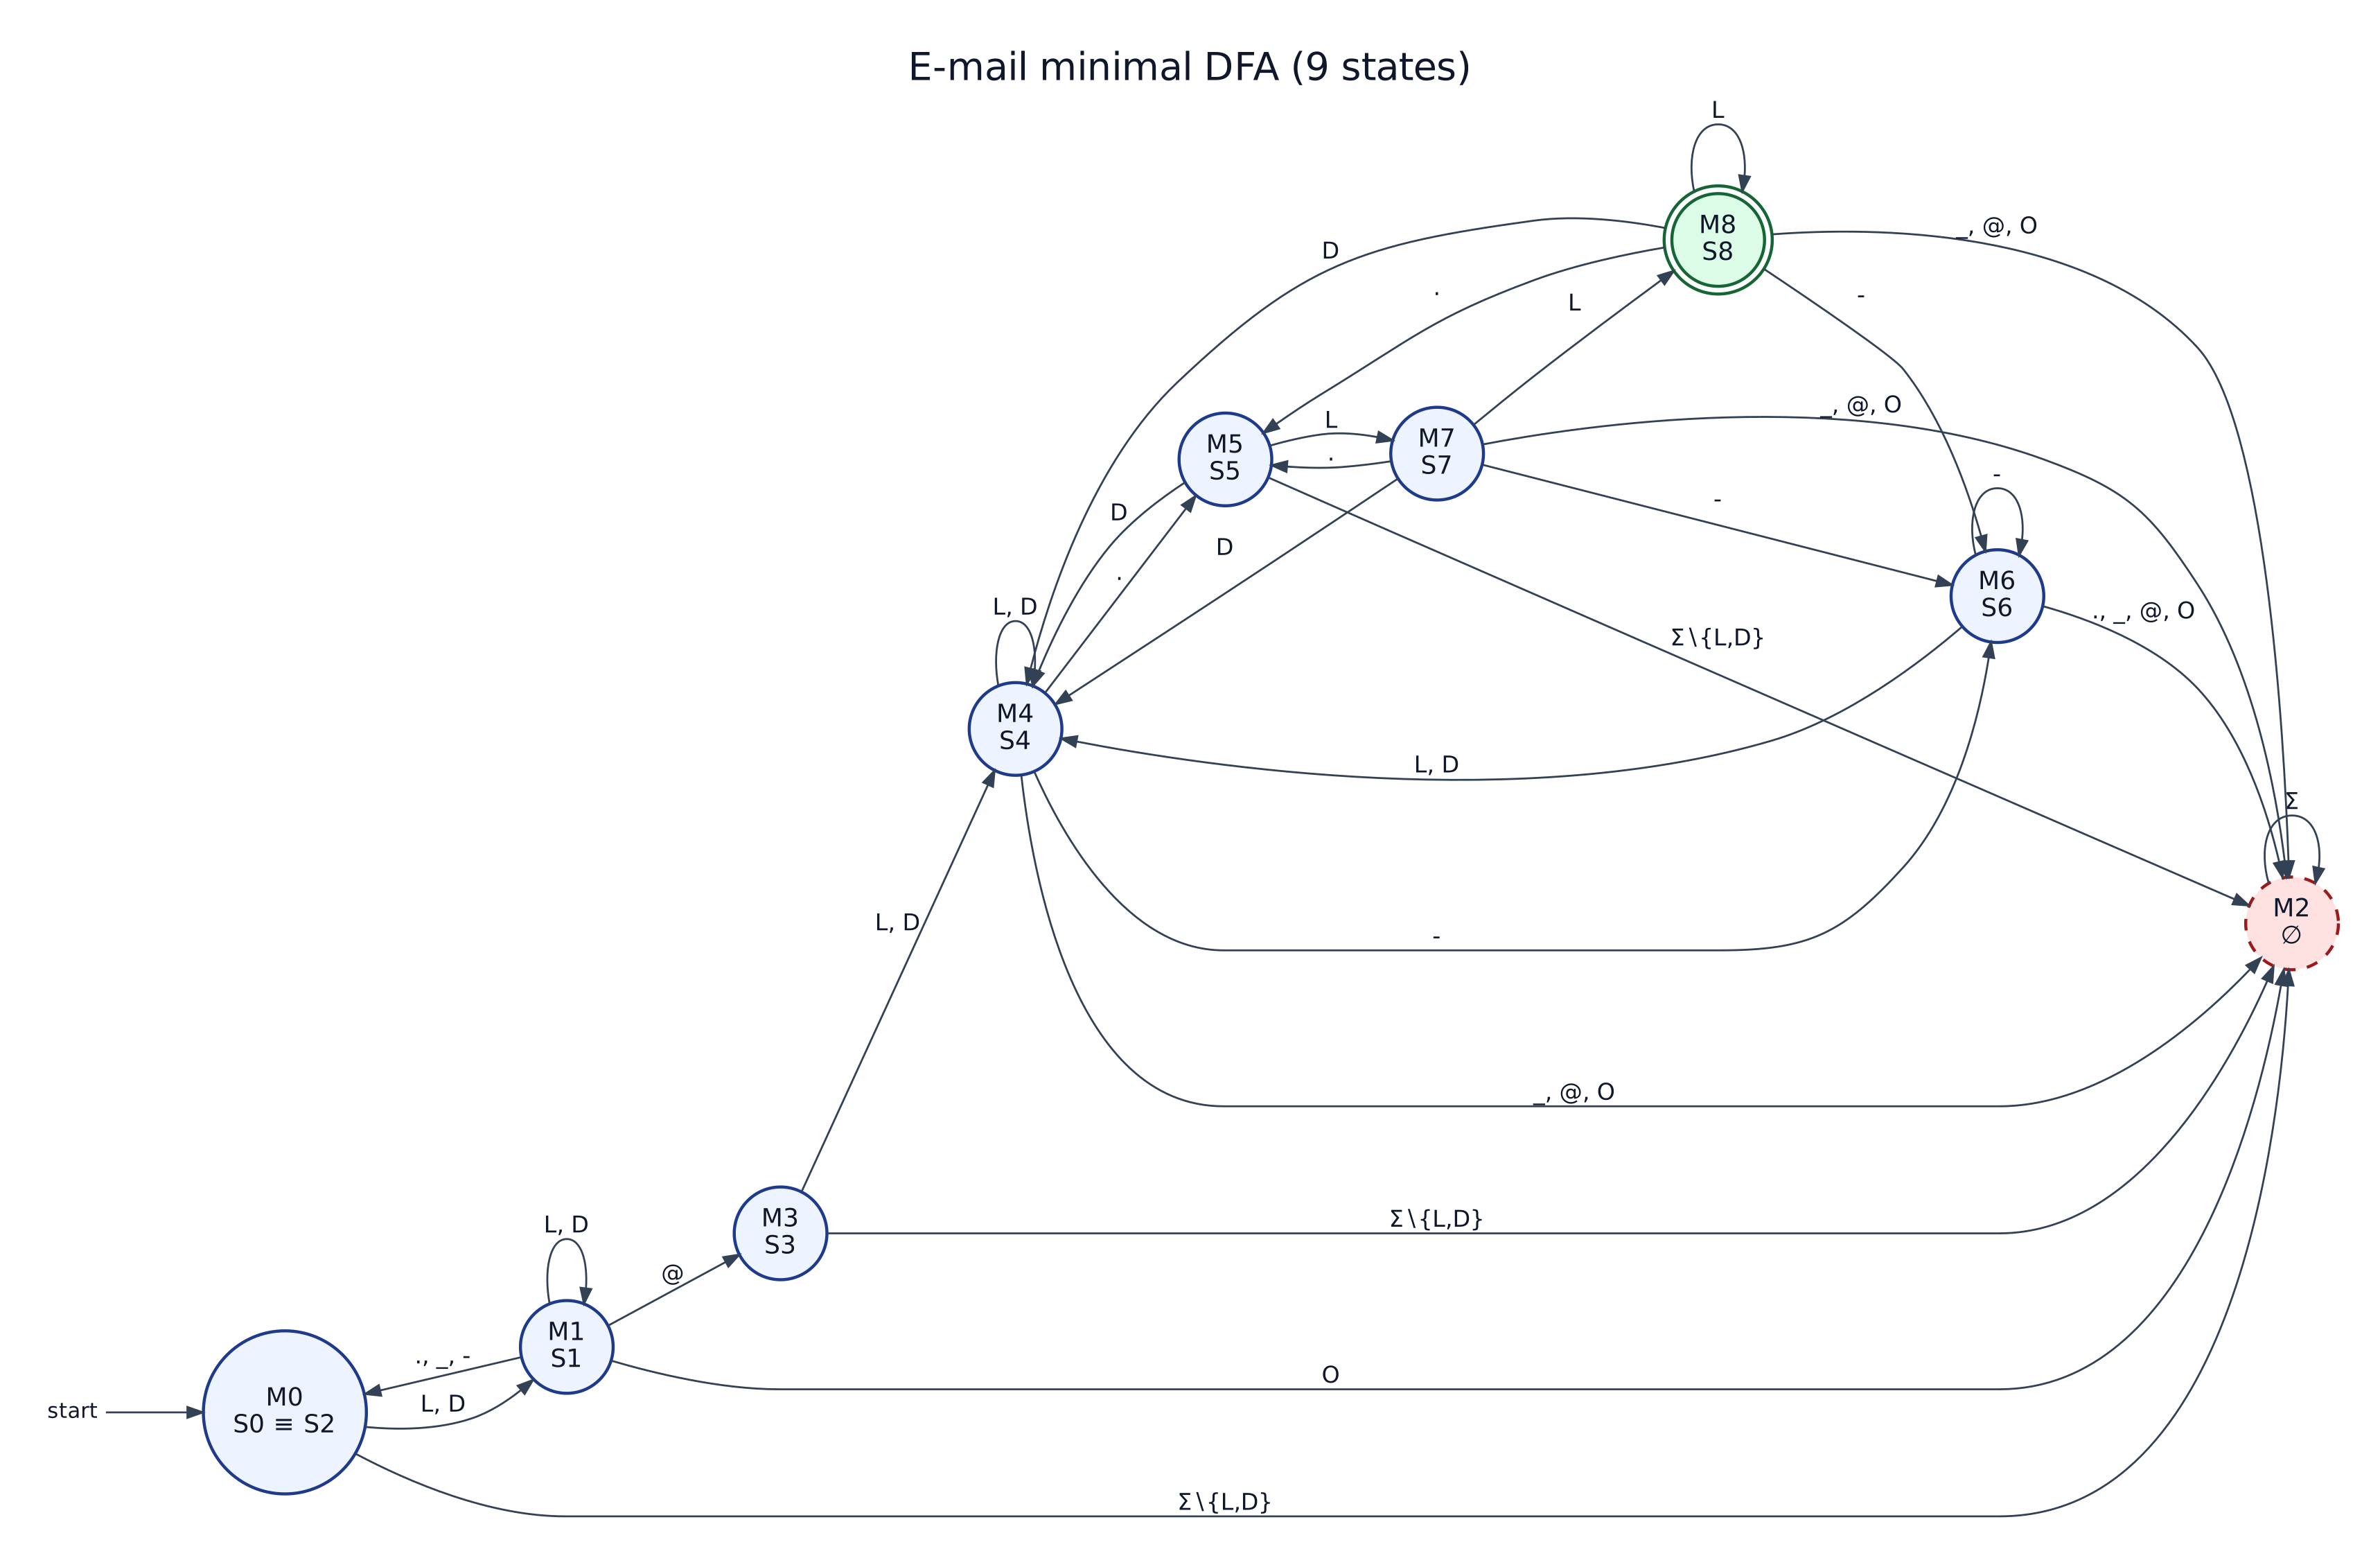 E-mail minimal DFA (9 states)
L
M8
S8
_, @, O
D
.
L
-
_, @, O
M5
S5
L
.
M7
S7
-
-
D
.
D
M6
S6
., _, @, O
L, D
Σ\{L,D}
M4
S4
L, D
Σ
M2
∅
L, D
-
_, @, O
M3
S3
Σ\{L,D}
L, D
@
M1
S1
., _, -
L, D
O
start
M0
S0 ≡ S2
Σ\{L,D}